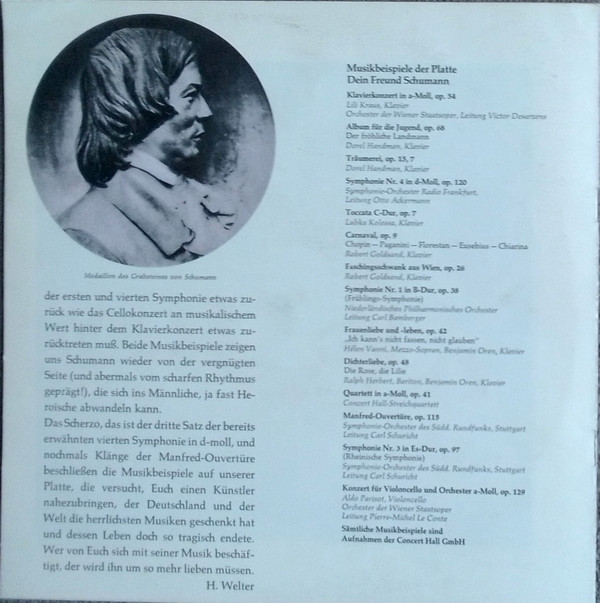 Medaillon des Grabsteines von Schumann
der ersten und vierten Symphonie etwas zu-
rück wie das Cellokonzert an musikalischem
Wert hinter dem Klavierkonzert etwas zu-
rücktreten muß. Beide Musikbeispiele zeigen
uns Schumann wieder von der vergnügten
Seite (und abermals vom scharfen Rhythmus
geprägt!), die sich ins Männliche, ja fast He-
roische abwandeln kann.
Das Scherzo, das ist der dritte Satz der bereits
erwähnten vierten Symphonie in d-moll, und
nochmals Klänge der Manfred-Ouvertüre
beschließen die Musikbeispiele auf unserer
Platte, die versucht, Euch einen Künstler
nahezubringen, der Deutschland und der
Welt die herrlichsten Musiken geschenkt hat
und dessen Leben doch so tragisch endete.
Wer von Euch sich mit seiner Musik beschäf-
tigt, der wird ihn um so mehr lieben müssen.
H. Welter
Musikbeispiele der Platte
Dein Freund Schumann
Klavierkonzert in a-Moll, op. 54
Lili Kraus, Klavier
Orchester der Wiener Staatsoper, Leitung Victor Desarzens
Album für die Jugend, op. 68
Der fröhliche Landmann
Dorel Handman, Klavier
Träumerei, op. 15, 7
Dorel Handman, Klavier
Symphonie Nr. 4 in d-Moll, op. 120
Symphonie-Orchester Radio Frankfurt,
Leitung Otto Ackermann
Toccata C-Dur, op. 7
Lubka Kolessa, Klavier
Carnaval, op. 9
Chopin — Paganini — Florestan — Eusebius — Chiarina
Robert Goldsand, Klavier
Faschingsschwank aus Wien, op. 26
Robert Goldsand, Klavier
Symphonie Nr. 1 in B-Dur, op. 38
(Frühlings-Symphonie)
Niederländisches Philharmonisches Orchester
Leitung Carl Bamberger
Frauenliebe und -leben, op. 42
„Ich kann's nicht fassen, nicht glauben"
Hélen Vanni, Mezzo-Sopran, Benjamin Oren, Klavier
Dichterliebe, op. 48
Die Rose, die Lilie
Ralph Herbert, Bariton, Benjamin Oren, Klavier
Quartett in a-Moll, op. 41
Concert Hall-Streichquartett
Manfred-Ouvertüre, op. 115
Symphonie-Orchester des Südd. Rundfunks, Stuttgart
Leitung Carl Schuricht
Symphonie Nr. 3 in Es-Dur, op. 97
(Rheinische Symphonie)
Symphonie-Orchester des Südd. Rundfunks, Stuttgart
Leitung Carl Schuricht
Konzert für Violoncello und Orchester a-Moll, op. 129
Aldo Parisot, Violoncello
Orchester der Wiener Staatsoper
Leitung Pierre-Michel Le Conte
Sämtliche Musikbeispiele sind
Aufnahmen der Concert Hall GmbH